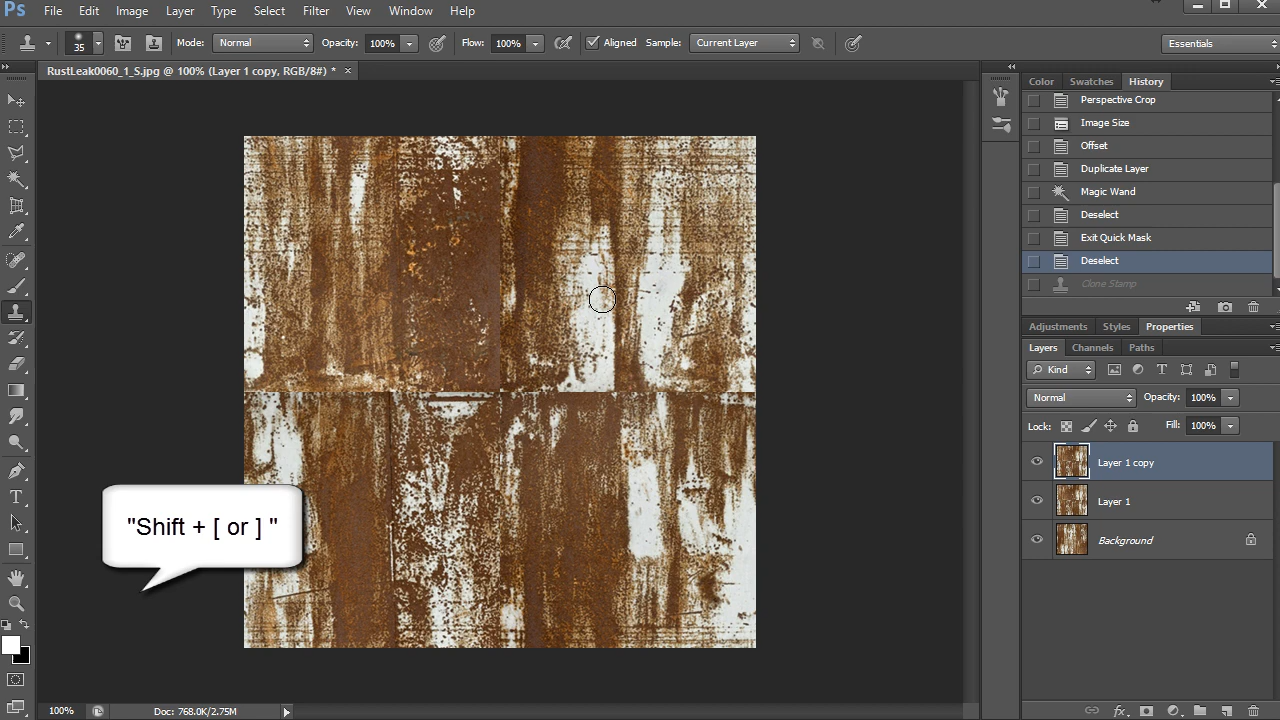 Ps File Edit Image Layer Type Select Filter View Window Help
35 Mode: Normal Opacity: 100% Flow: 100% Aligned Sample: Current Layer Essentials
RustLeak0060_1_S.jpg @ 100% (Layer 1 copy, RGB/8#) * ×
Color Swatches History
Perspective Crop
Image Size
Offset
Duplicate Layer
Magic Wand
Deselect
Exit Quick Mask
Deselect
Clone Stamp
Adjustments Styles Properties
Layers Channels Paths
Kind
Normal Opacity: 100%
Lock: Fill: 100%
Layer 1 copy
Layer 1
Background
"Shift + [ or ] "
100% Doc: 768.0K/2.75M